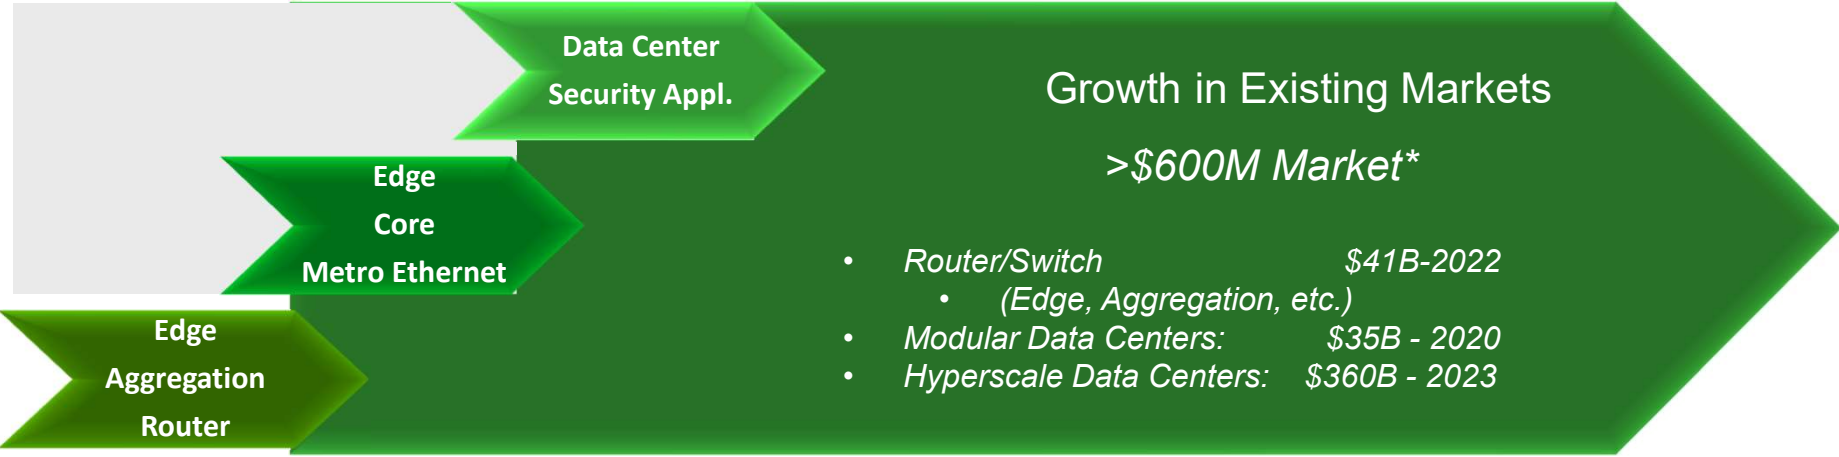 Data Center
Security Appl.
Edge
Core
Metro Ethernet
Edge
Aggregation
Router
Growth in Existing Markets
>$600M Market*
• Router/Switch $41B-2022
• (Edge, Aggregation, etc.)
• Modular Data Centers: $35B - 2020
• Hyperscale Data Centers: $360B - 2023